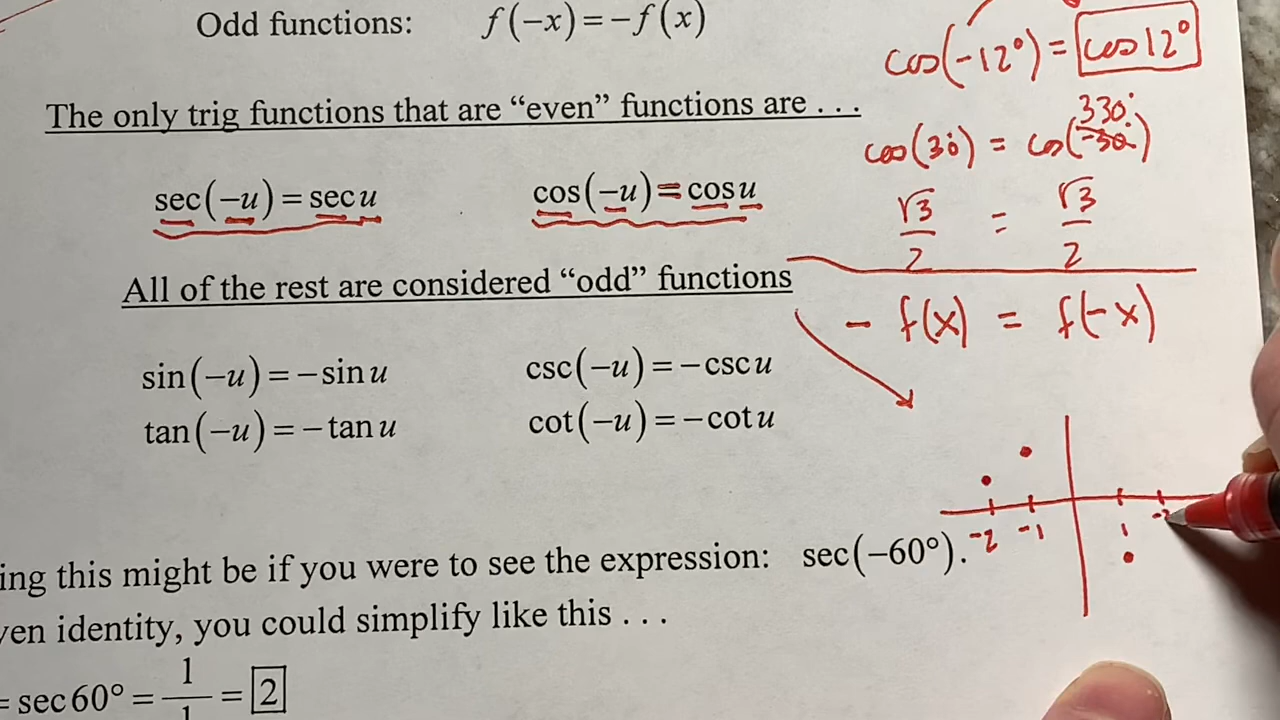 Odd functions: f(−x) = −f(x)
cos(-12°) = cos12°
The only trig functions that are “even” functions are . . .
330°
cos(30°) = cos(-30)
sec(−u) = sec u cos(−u) = cos u
√3/2 = √3/2
All of the rest are considered “odd” functions
- f(x) = f(-x)
sin(−u) = −sin u csc(−u) = −csc u
tan(−u) = −tan u cot(−u) = −cot u
-2 -1 1
ing this might be if you were to see the expression: sec(−60°).
ven identity, you could simplify like this . . .
= sec 60° = 1/1 = 2